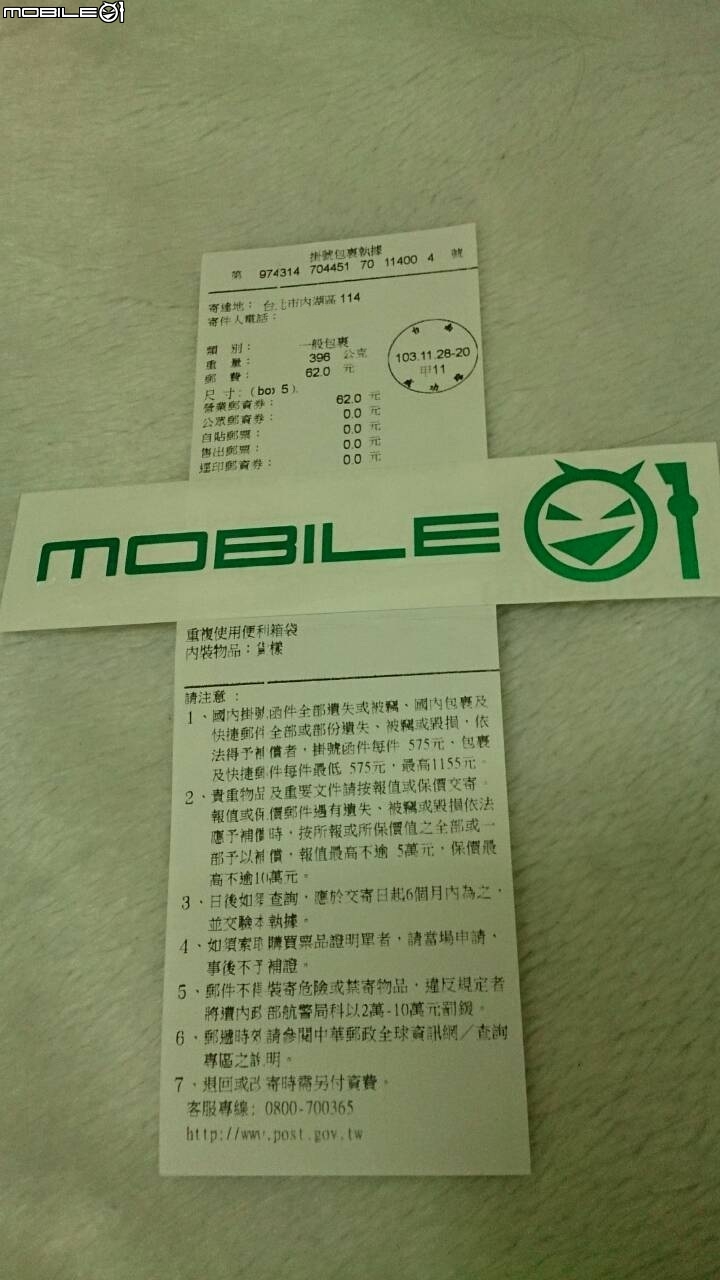 MOBILE01
掛號包裹執據
第 974314 704451 70 11400 4 號
寄達地： 台北市內湖區 114
寄件人電話：
類 別： 一般包裹
重 量： 396 公克
郵 費： 62.0 元
尺 寸：(box 5).
營業郵資券： 62.0 元
公眾郵資券： 0.0 元
自貼郵票： 0.0 元
售出郵票： 0.0 元
遲印郵資券： 0.0 元
103.11.28-20
甲11
MOBILE01
重複使用便利箱袋
內裝物品：貨樣
請注意：
1、國內掛號函件全部遺失或被竊、國內包裹及
快捷郵件全部或部份遺失、被竊或毀損，依
法得予補償者，掛號函件每件 575元，包裹
及快捷郵件每件最低 575元，最高1155元。
2、貴重物品及重要文件請按報值或保價交寄。
報值或保價郵件遇有遺失、被竊或毀損依法
應予補償時，按所報或所保價值之全部或一
部予以補償，報值最高不逾 5萬元，保價最
高不逾10萬元。
3、日後如須查詢，應於交寄日起6個月內為之，
並交驗本執據。
4、如須索取購買票品證明單者，請當場申請，
事後不予補證。
5、郵件不得裝寄危險或禁寄物品，違反規定者
將遭內政部航警局科以2萬-10萬元罰鍰。
6、郵遞時效請參閱中華郵政全球資訊網／查詢
專區之說明。
7、退回或改寄時需另付資費。
客服專線: 0800-700365
http://www.post.gov.tw